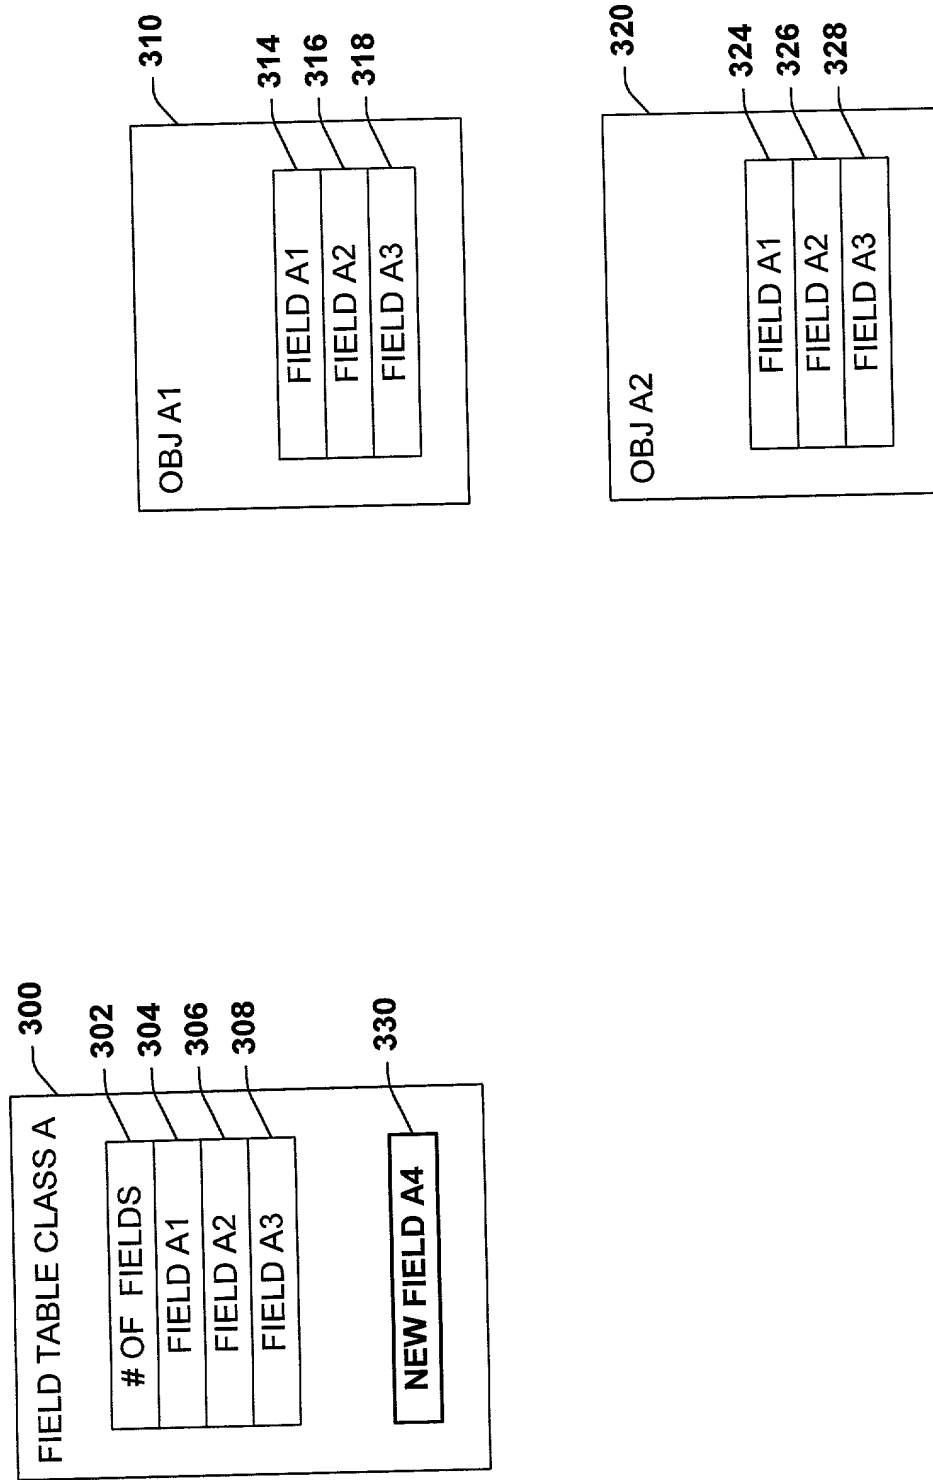 FIELD TABLE CLASS A
300
# OF FIELDS
302
FIELD A1
304
FIELD A2
306
FIELD A3
308
NEW FIELD A4
330
OBJ A1
310
FIELD A1
314
FIELD A2
316
FIELD A3
318
OBJ A2
320
FIELD A1
324
FIELD A2
326
FIELD A3
328